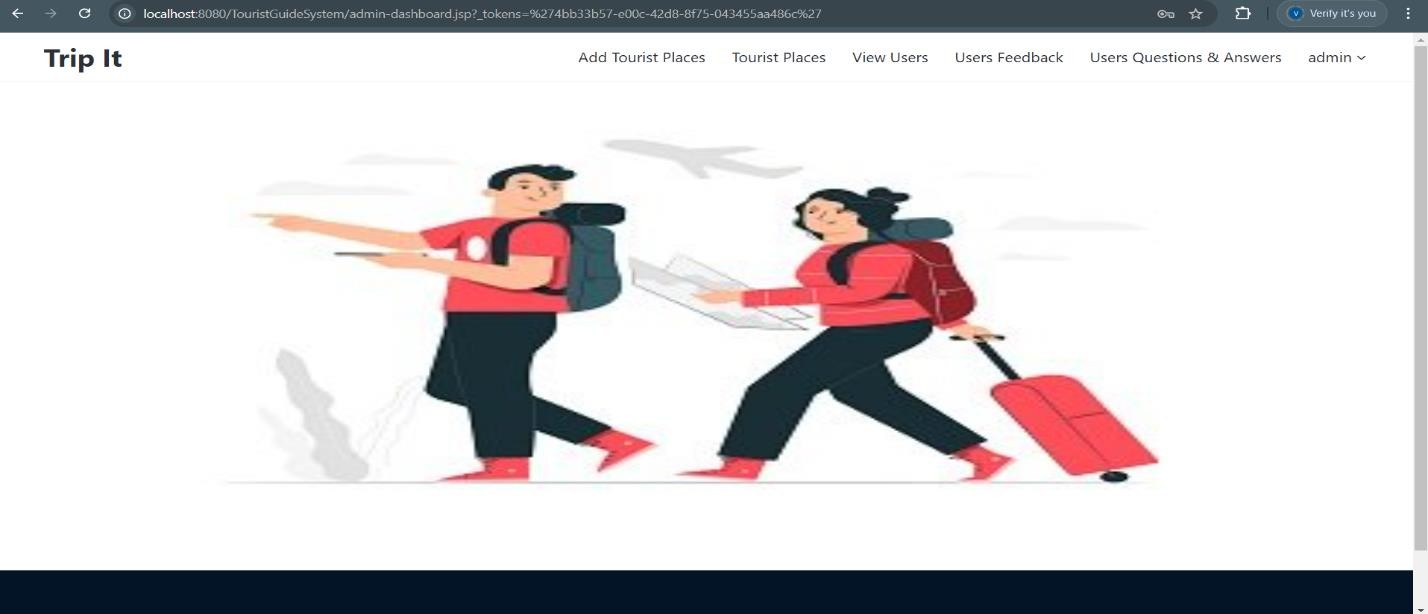 localhost:8080/TouristGuideSystem/admin-dashboard.jsp?_tokens=%274bb33b57-e00c-42d8-8f75-043455aa486c%27
V
Verify it's you
Trip It
Add Tourist Places
Tourist Places
View Users
Users Feedback
Users Questions & Answers
admin